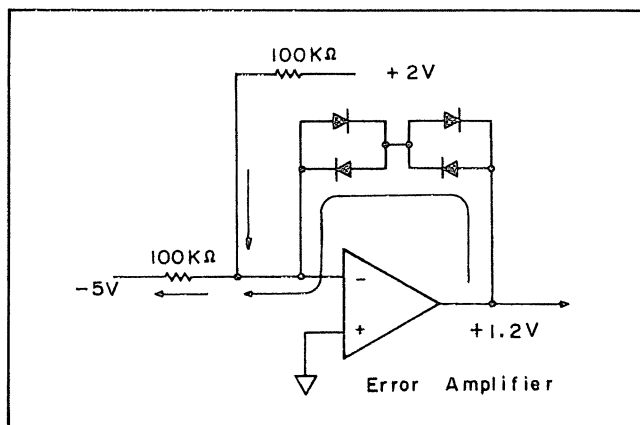 100KΩ
+2V
100KΩ
-5V
-
+
+1.2V
Error Amplifier